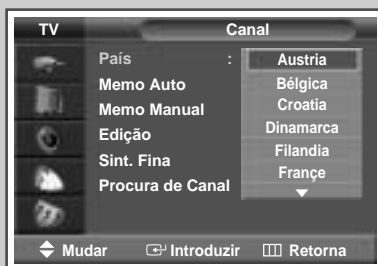 TV Canal
País : Austria
Memo Auto Bélgica
Memo Manual Croatia
Edição Dinamarca
Sint. Fina Filandia
Procura de Canal Françe
Mudar Introduzir Retorna